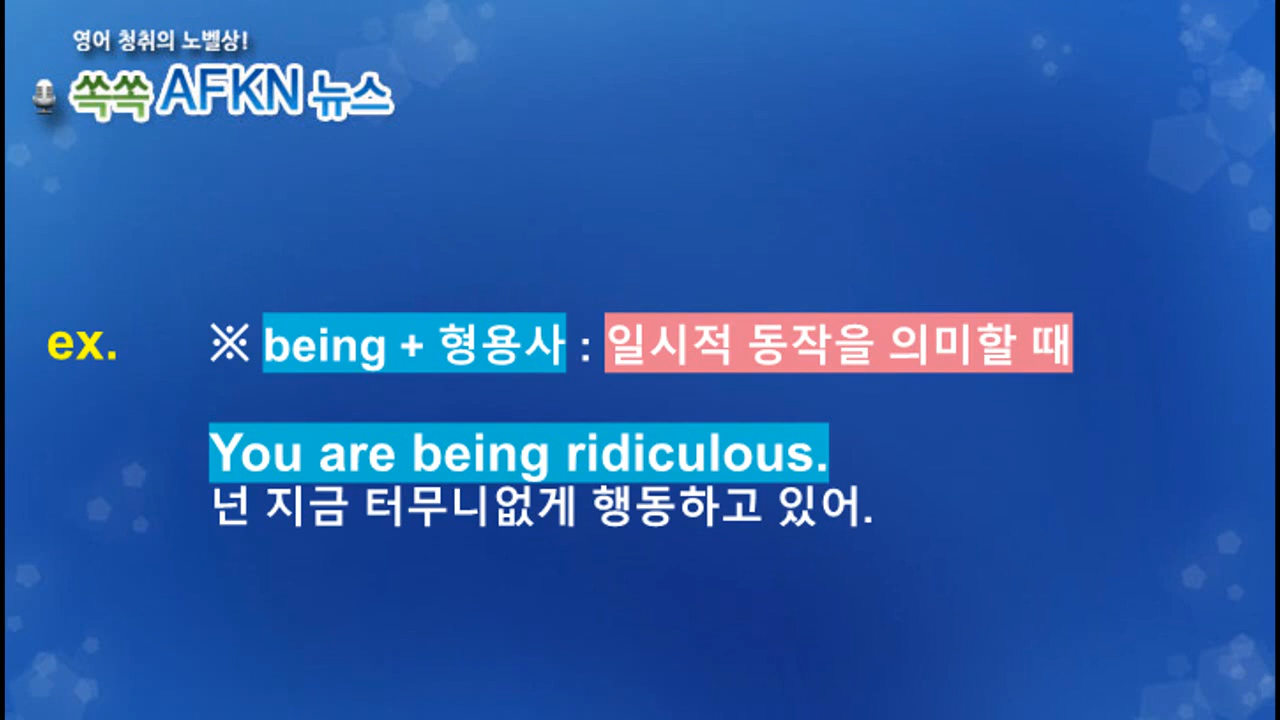 영어 청취의 노벨상!
쏙쏙 AFKN 뉴스
ex. ※ being + 형용사 : 일시적 동작을 의미할 때
You are being ridiculous.
넌 지금 터무니없게 행동하고 있어.